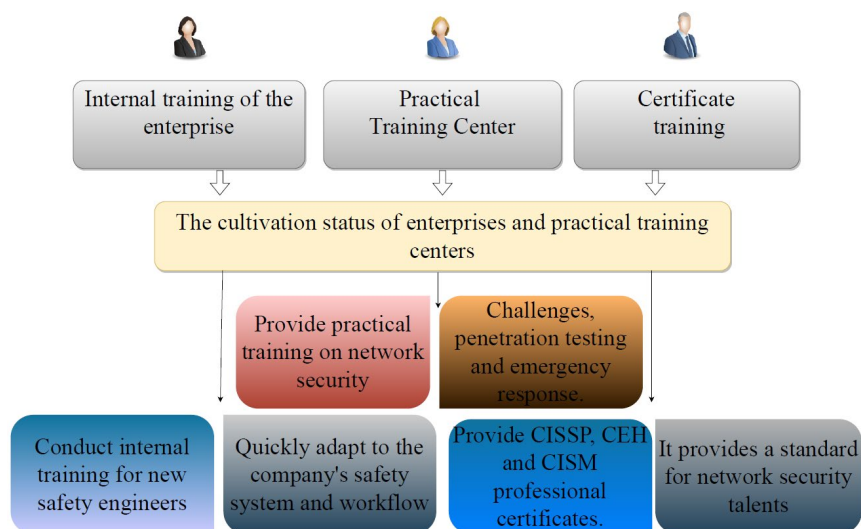 Internal training of the
enterprise
Practical
Training Center
Certificate
training
The cultivation status of enterprises and practical training
centers
Provide practical
training on network
security
Challenges,
penetration testing
and emergency
response.
Conduct internal
training for new
safety engineers
Quickly adapt to the
company's safety
system and workflow
Provide CISSP, CEH
and CISM
professional
certificates.
It provides a standard
for network security
talents